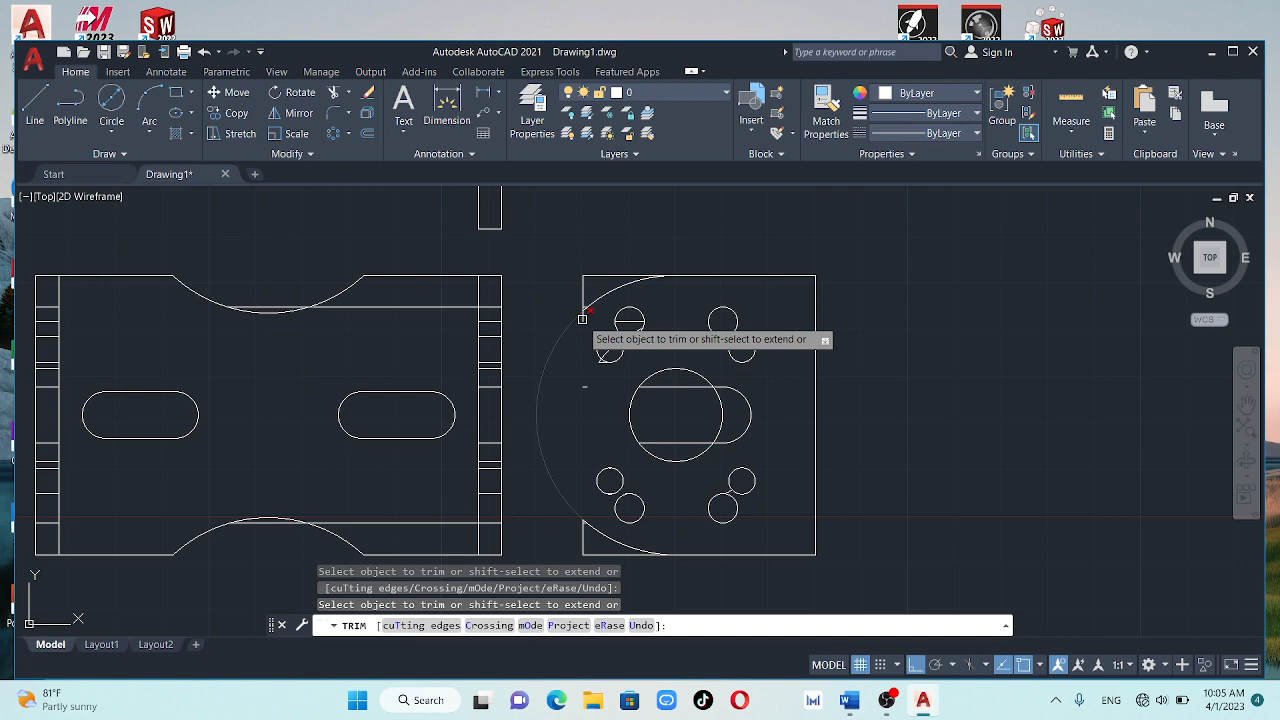 2023
2023
Autodesk AutoCAD 2021 Drawing1.dwg
Type a keyword or phrase
Sign In
Home Insert Annotate Parametric View Manage Output Add-ins Collaborate Express Tools Featured Apps
Line Polyline Circle Arc
Move Rotate
Copy Mirror
Stretch Scale
Text Dimension
Layer Properties
0
Insert
Match Properties
ByLayer
ByLayer
ByLayer
Group
Measure
Paste
Base
Draw Modify Annotation Layers Block Properties Groups Utilities Clipboard View
Start Drawing1*
[−][Top][2D Wireframe]
N
W TOP E
S
WCS
Select object to trim or shift-select to extend or
Y
X
Select object to trim or shift-select to extend or
[cuTting edges/Crossing/mOde/Project/eRase/Undo]:
Select object to trim or shift-select to extend or
TRIM [cuTting edges Crossing mOde Project eRase Undo]:
Model Layout1 Layout2
MODEL 1:1
81°F
Partly sunny
Search
ENG
10:05 AM
4/1/2023
4